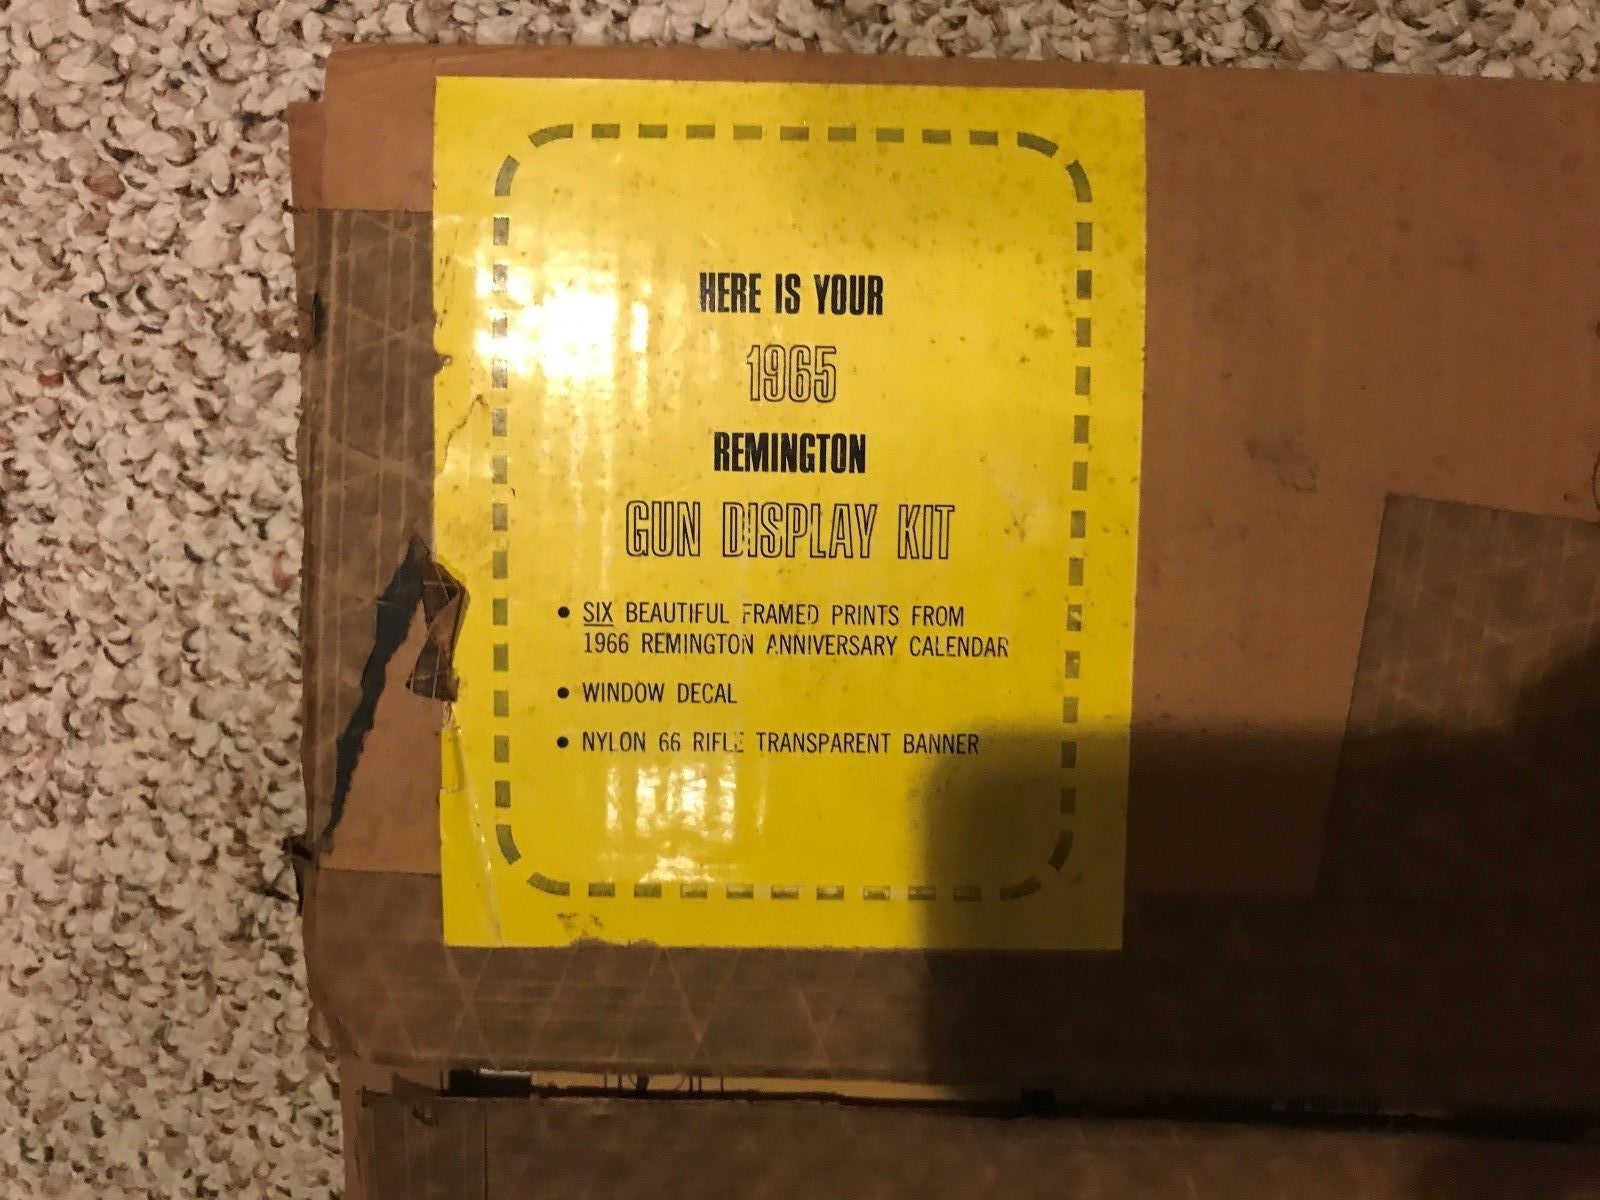 HERE IS YOUR
1965
REMINGTON
GUN DISPLAY KIT
• SIX BEAUTIFUL FRAMED PRINTS FROM
1966 REMINGTON ANNIVERSARY CALENDAR
• WINDOW DECAL
• NYLON 66 RIFLE TRANSPARENT BANNER